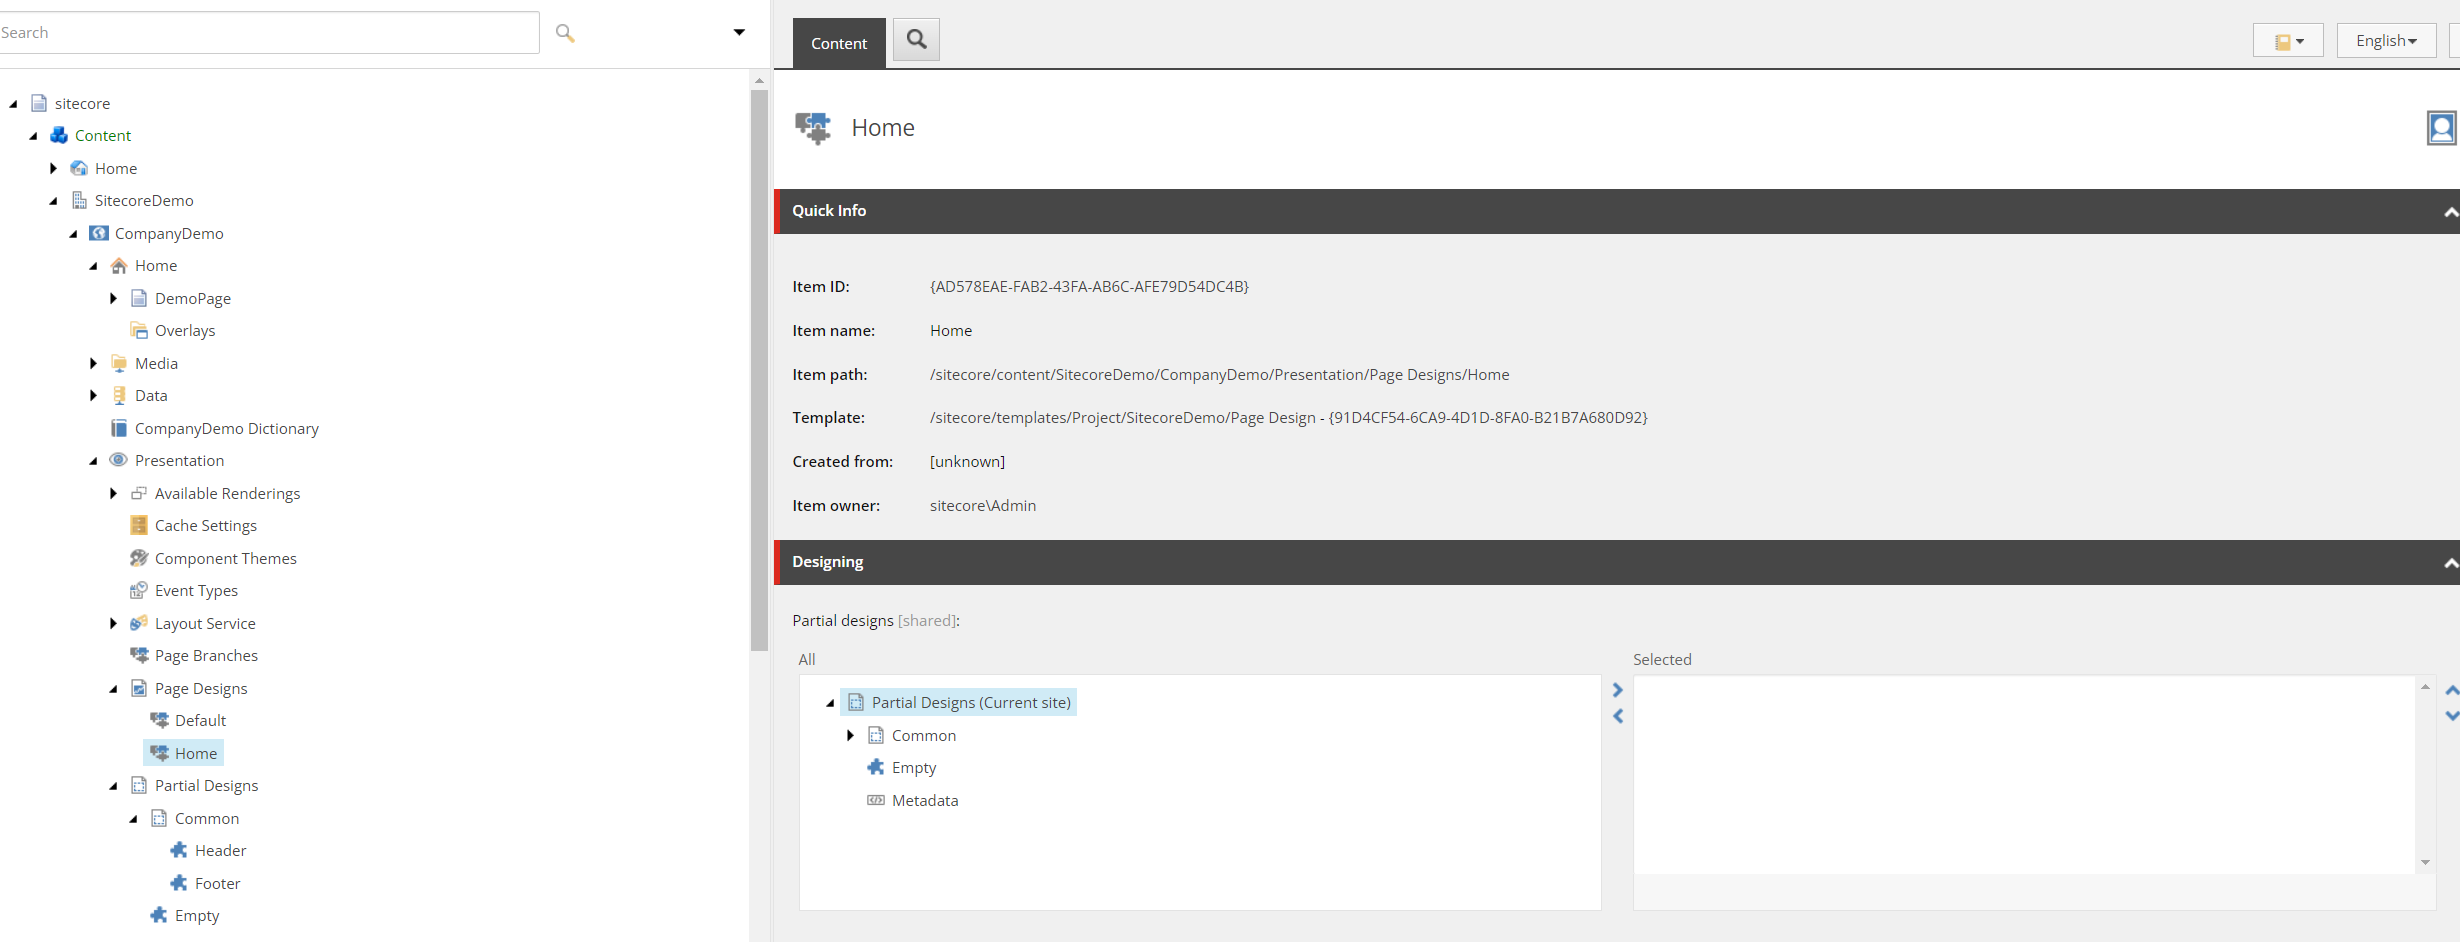 Search
sitecore
Content
Home
SitecoreDemo
CompanyDemo
Home
DemoPage
Overlays
Media
Data
CompanyDemo Dictionary
Presentation
Available Renderings
Cache Settings
Component Themes
Event Types
Layout Service
Page Branches
Page Designs
Default
Home
Partial Designs
Common
Header
Footer
Empty
Content
English
Home
Quick Info
Item ID: {AD578EAE-FAB2-43FA-AB6C-AFE79D54DC4B}
Item name: Home
Item path: /sitecore/content/SitecoreDemo/CompanyDemo/Presentation/Page Designs/Home
Template: /sitecore/templates/Project/SitecoreDemo/Page Design - {91D4CF54-6CA9-4D1D-8FA0-B21B7A680D92}
Created from: [unknown]
Item owner: sitecore\Admin
Designing
Partial designs [shared]:
All
Partial Designs (Current site)
Common
Empty
Metadata
Selected